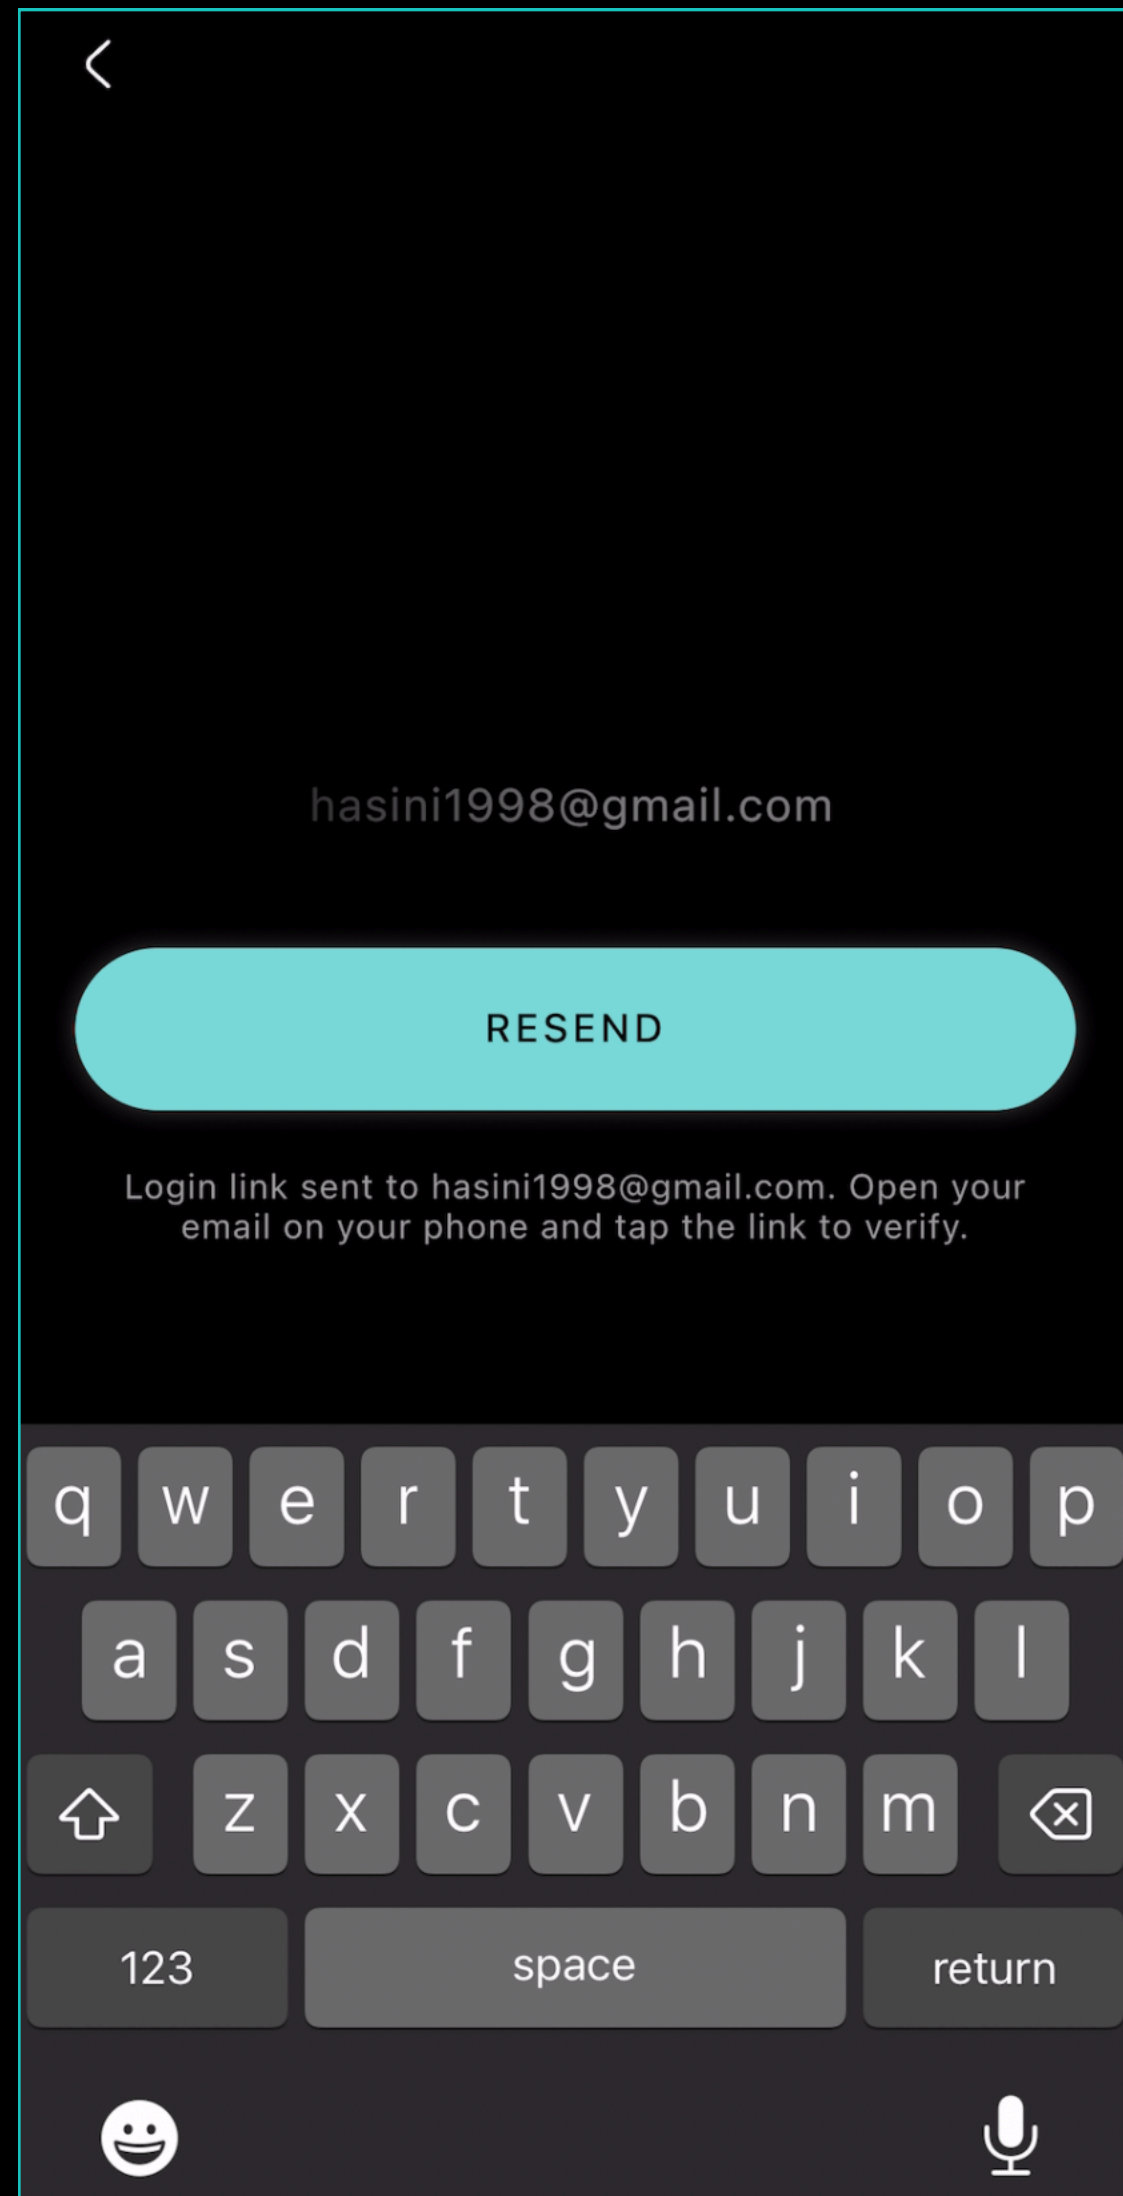 hasini1998@gmail.com
RESEND
Login link sent to hasini1998@gmail.com. Open your
email on your phone and tap the link to verify.
q w e r t y u i o p
a s d f g h j k l
z x c v b n m
123 space return